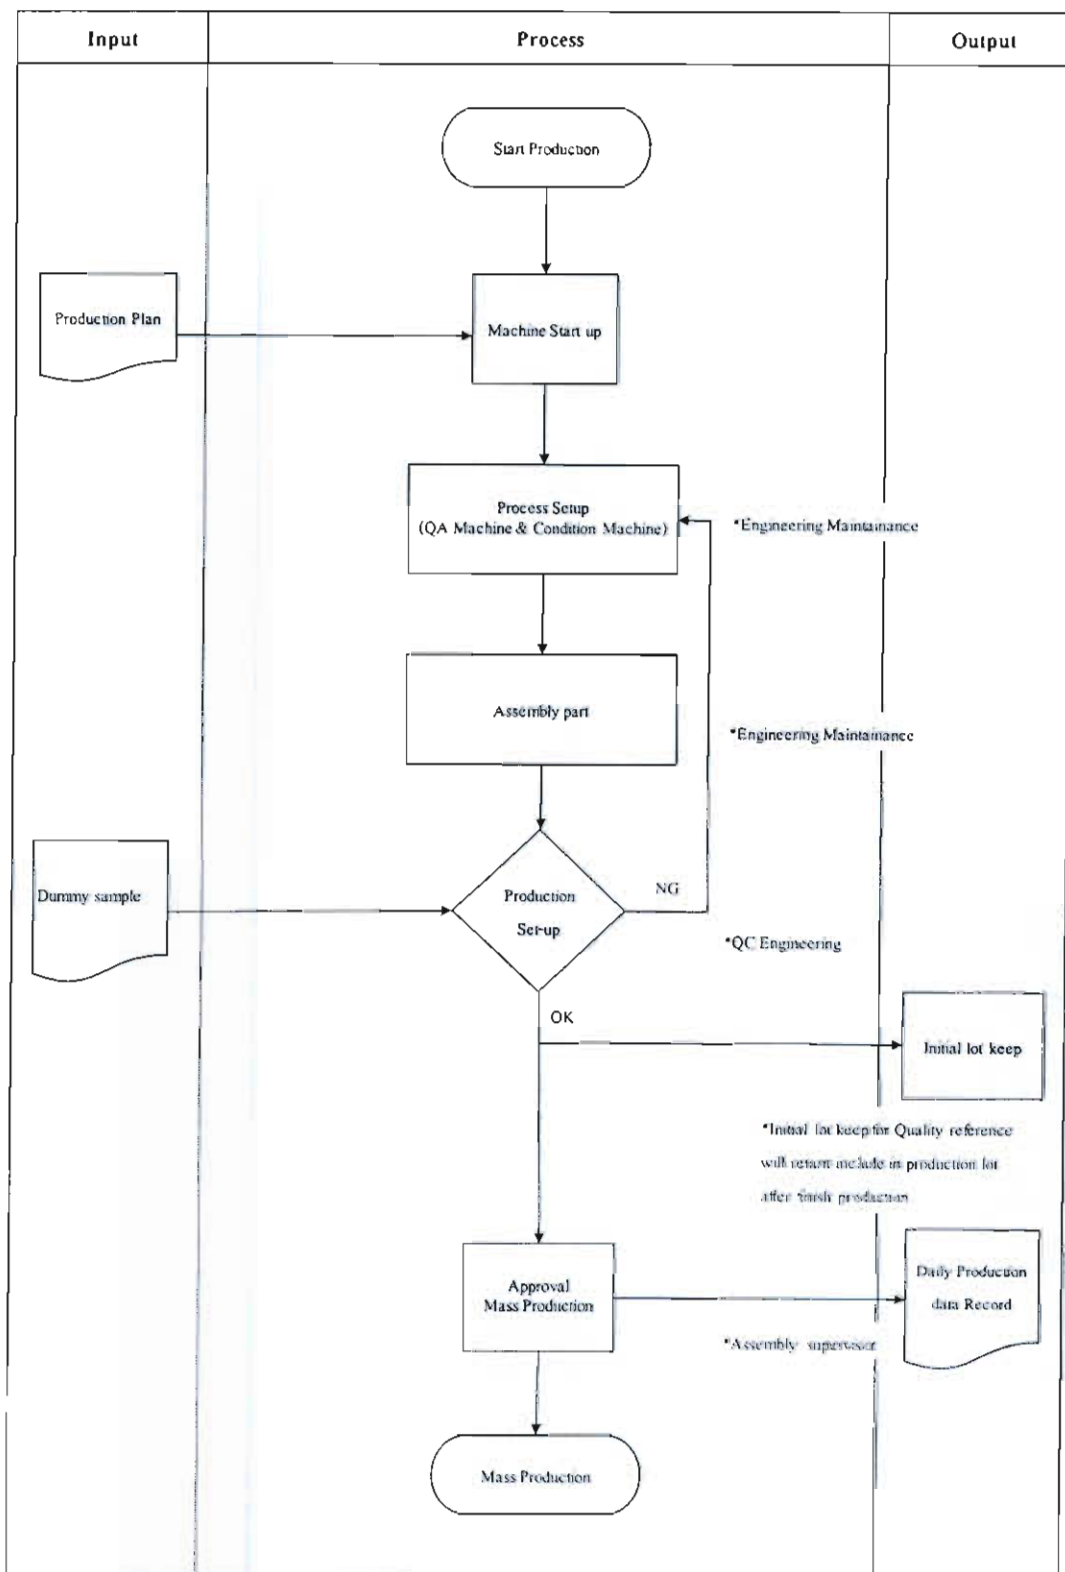 Input
Process
Output
Start Production
Production Plan
Machine Start up
Process Setup
(QA Machine & Condition Machine)
*Engineering Maintainance
Assembly part
*Engineering Maintainance
Dummy sample
Production
Set-up
NG
*QC Engineering
OK
Initial lot keep
*Initial lot keep for Quality reference
will return include in production lot
after finish production
Approval
Mass Production
Daily Production
data Record
*Assembly supervisor
Mass Production